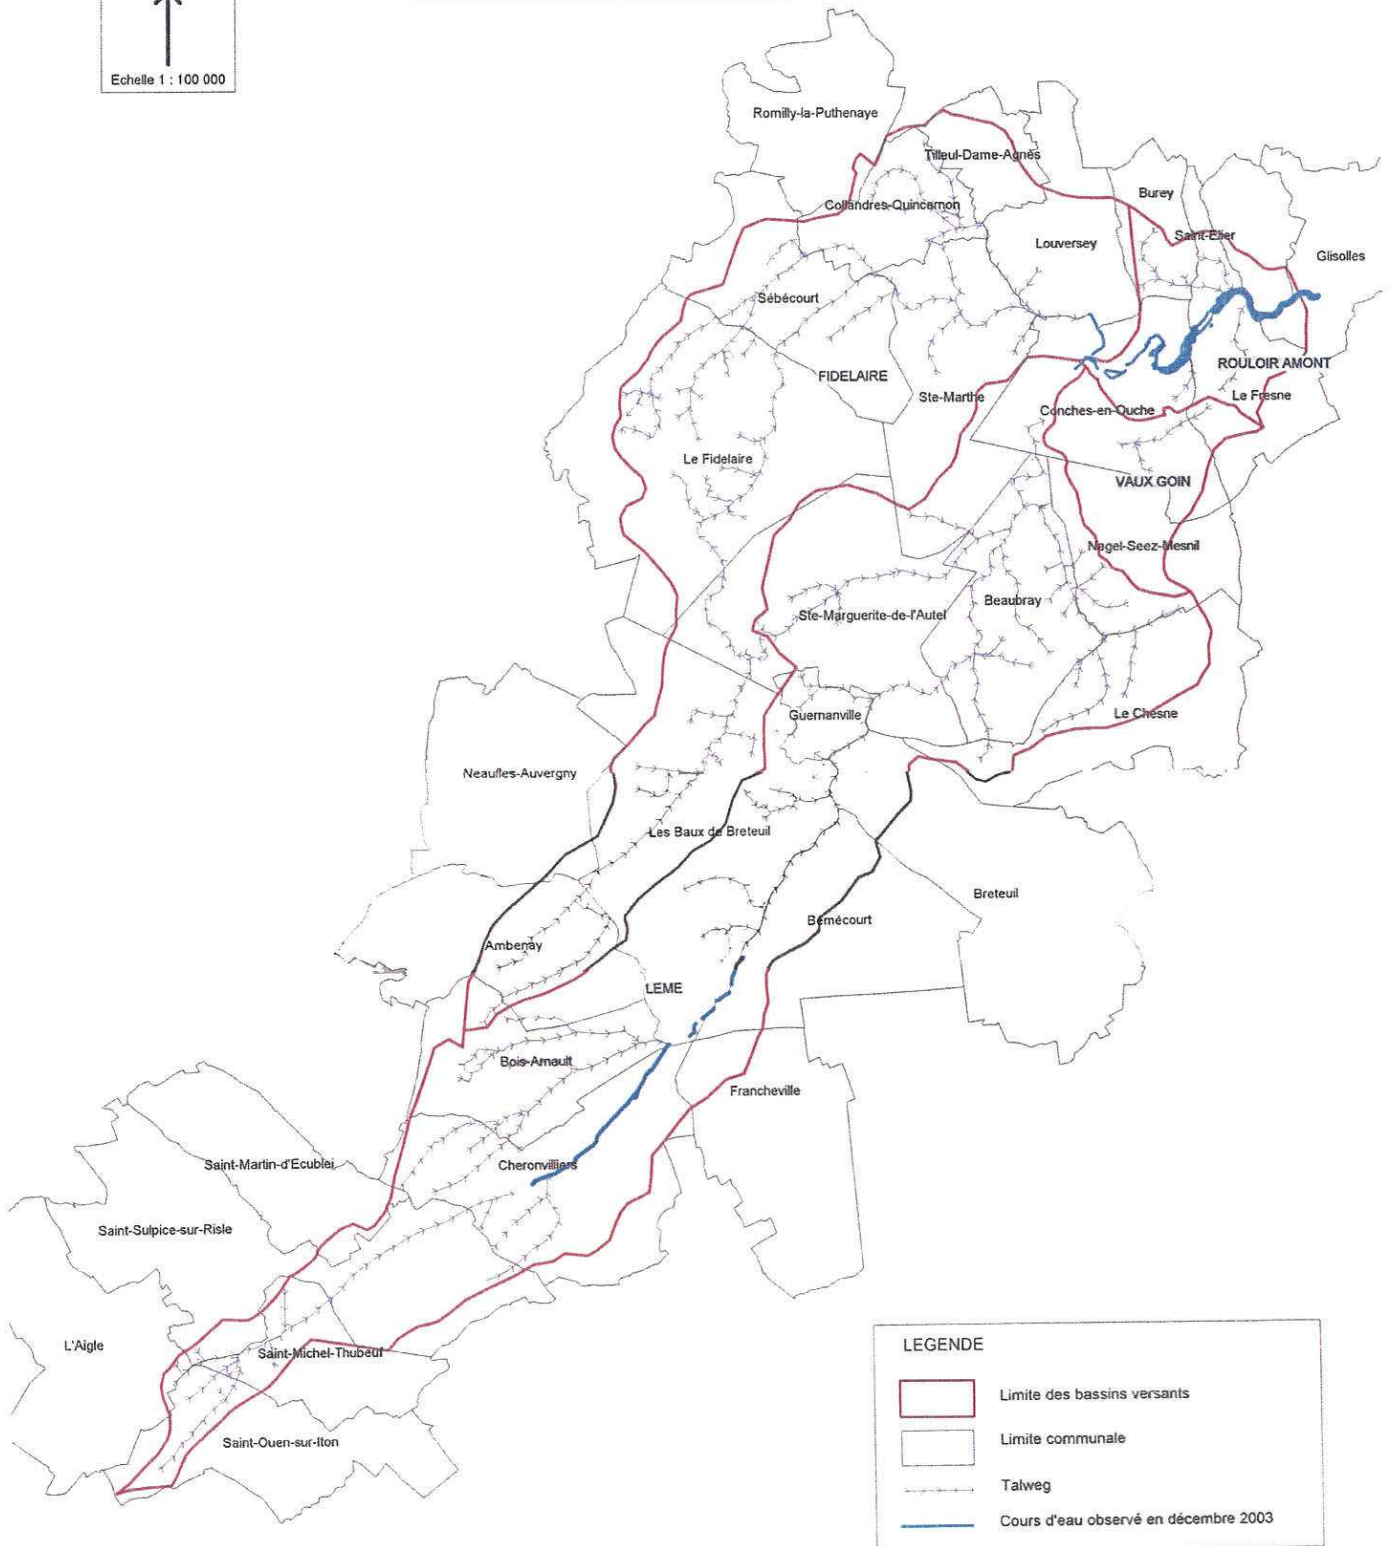 Echelle 1 : 100 000
Romilly-la-Puthenaye
Tilleul-Dame-Agnès
Burey
Collandres-Quincarnon
Saint-Elier
Louversey
Glisolles
Sébécourt
ROULOIR AMONT
FIDELAIRE
Ste-Marthe
Le Fresne
Conches-en-Ouche
Le Fidelaire
VAUX GOIN
Nagel-Seez-Mesnil
Beaubray
Ste-Marguerite-de-l'Autel
Guernanville
Le Chesne
Neaufles-Auvergny
Les Baux de Breteuil
Breteuil
Bémécourt
Ambenay
LEME
Bois-Arnault
Francheville
Saint-Martin-d'Ecublei
Cheronvilliers
Saint-Sulpice-sur-Risle
L'Aigle
Saint-Michel-Thubeuf
Saint-Ouen-sur-Iton
LEGENDE
Limite des bassins versants
Limite communale
Talweg
Cours d'eau observé en décembre 2003